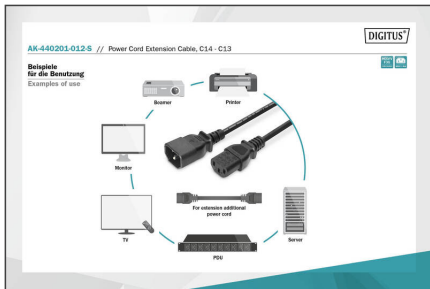 DIGITUS®
AK-440201-012-S // Power Cord Extension Cable, C14 - C13
Beispiele
für die Benutzung
Examples of use
Beamer
Printer
Monitor
For extension additional
power cord
TV
Server
PDU